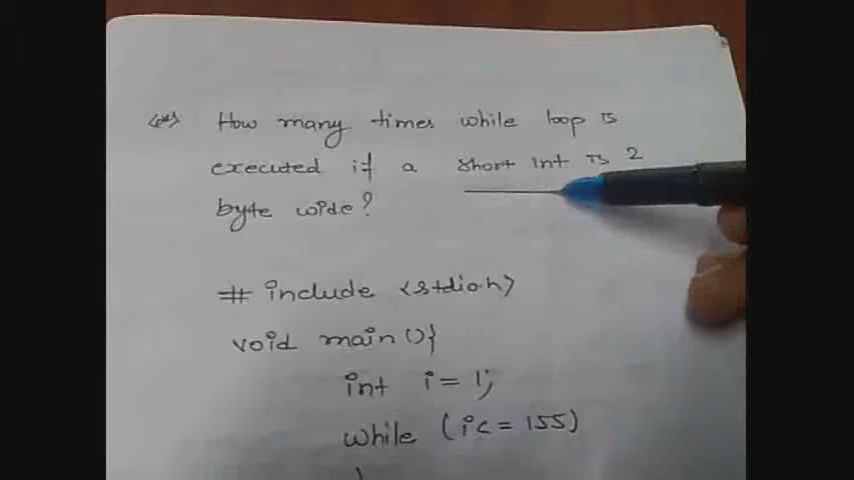 Q) How many times while loop is
executed if a short int is 2
byte wide?
# include <stdio.h>
void main(){
int i = 1;
while (i <= 155)